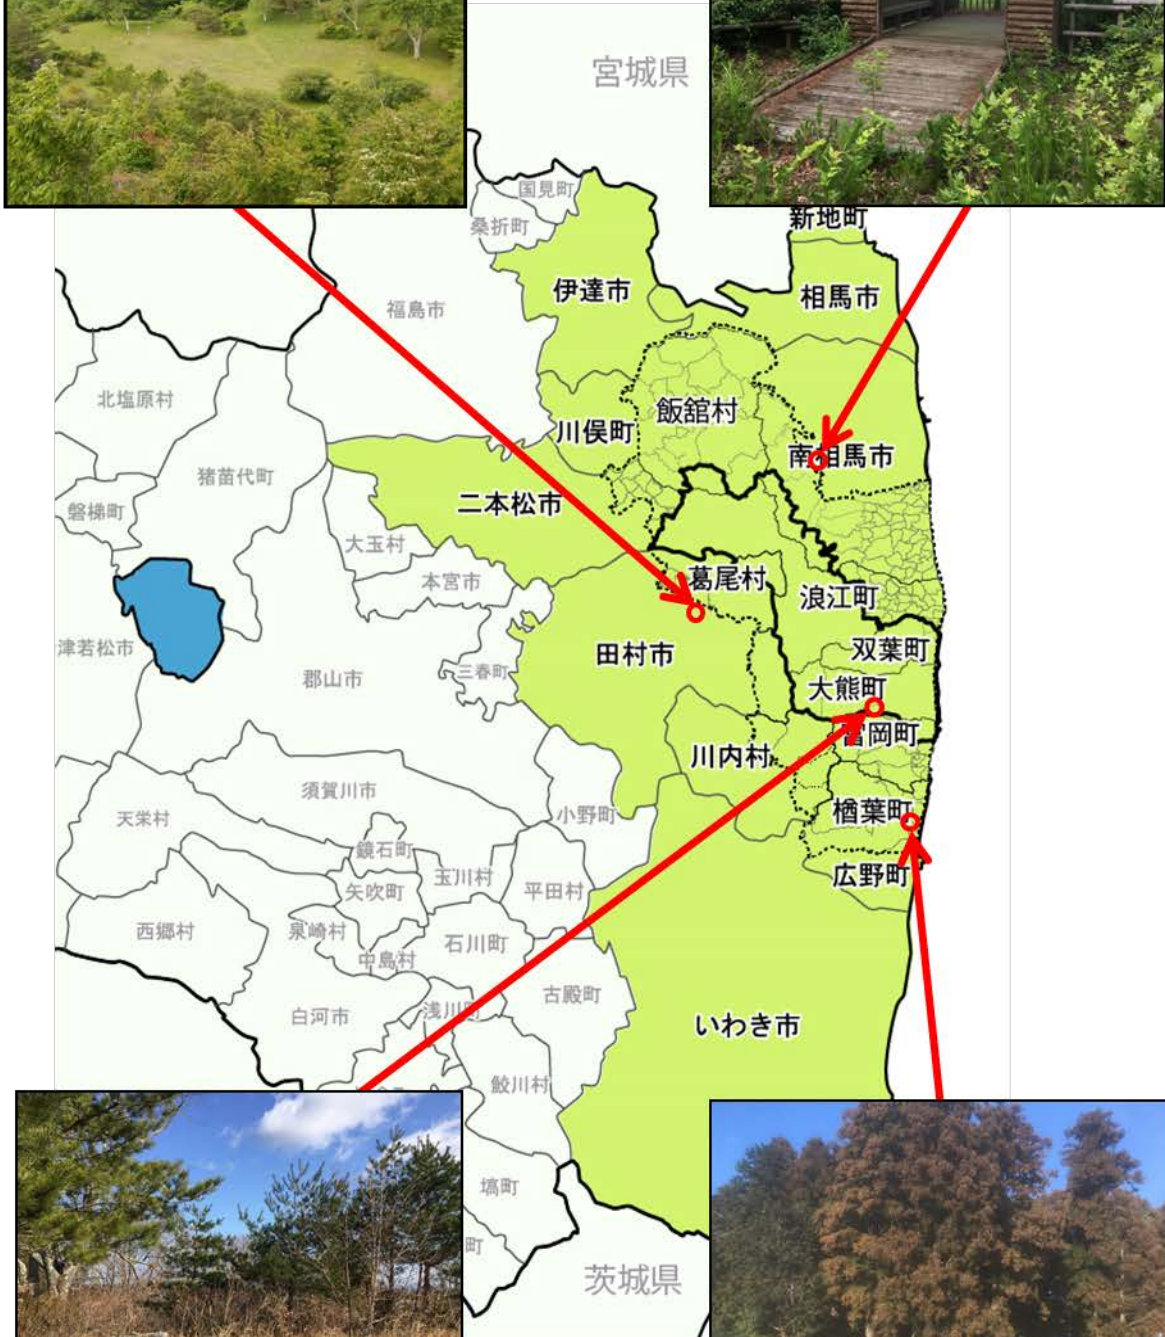 宮城県
国見町
桑折町
新地町
伊達市
相馬市
福島市
北塩原村
飯舘村
川俣町
南相馬市
猪苗代町
二本松市
磐梯町
大玉村
本宮市
葛尾村
浪江町
津若松市
双葉町
田村市
三春町
郡山市
大熊町
富岡町
川内村
須賀川市
小野町
楢葉町
天栄村
鏡石町
玉川村
広野町
矢吹町
平田村
西郷村
泉崎村
石川町
中島村
古殿町
浅川町
白河市
いわき市
鮫川村
塙町
町
茨城県